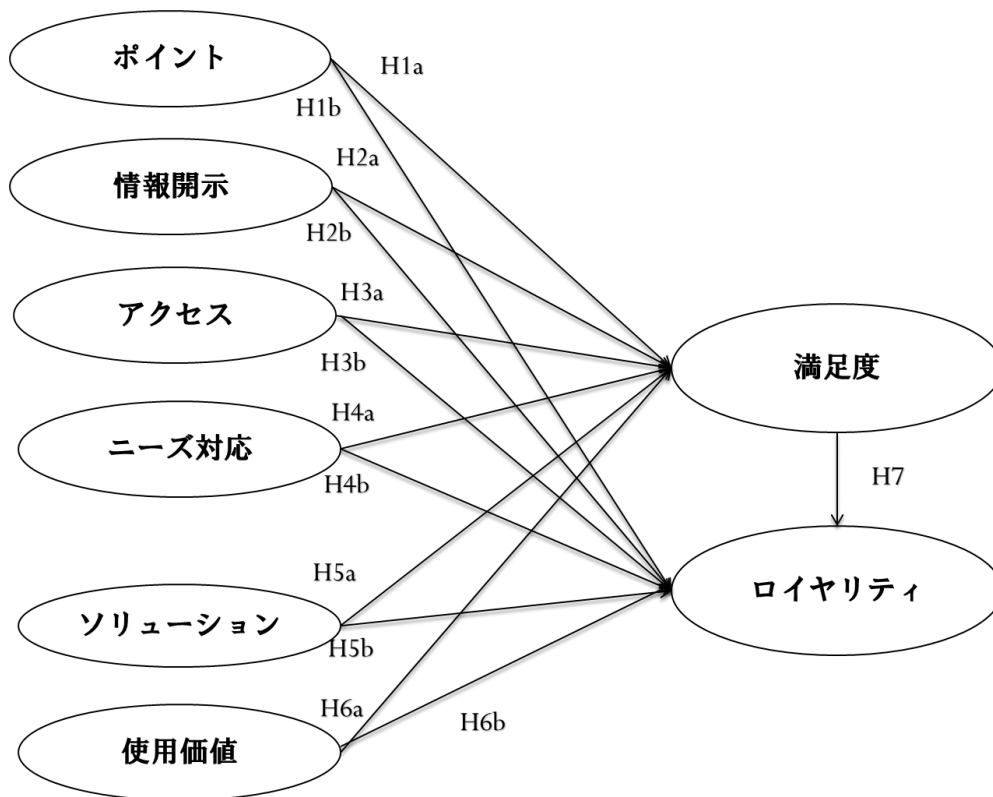 ポイント
H1a
H1b
情報開示
H2a
H2b
アクセス
H3a
H3b
満足度
ニーズ対応
H4a
H4b
H7
ソリューション
H5a
H5b
ロイヤリティ
使用価値
H6a
H6b